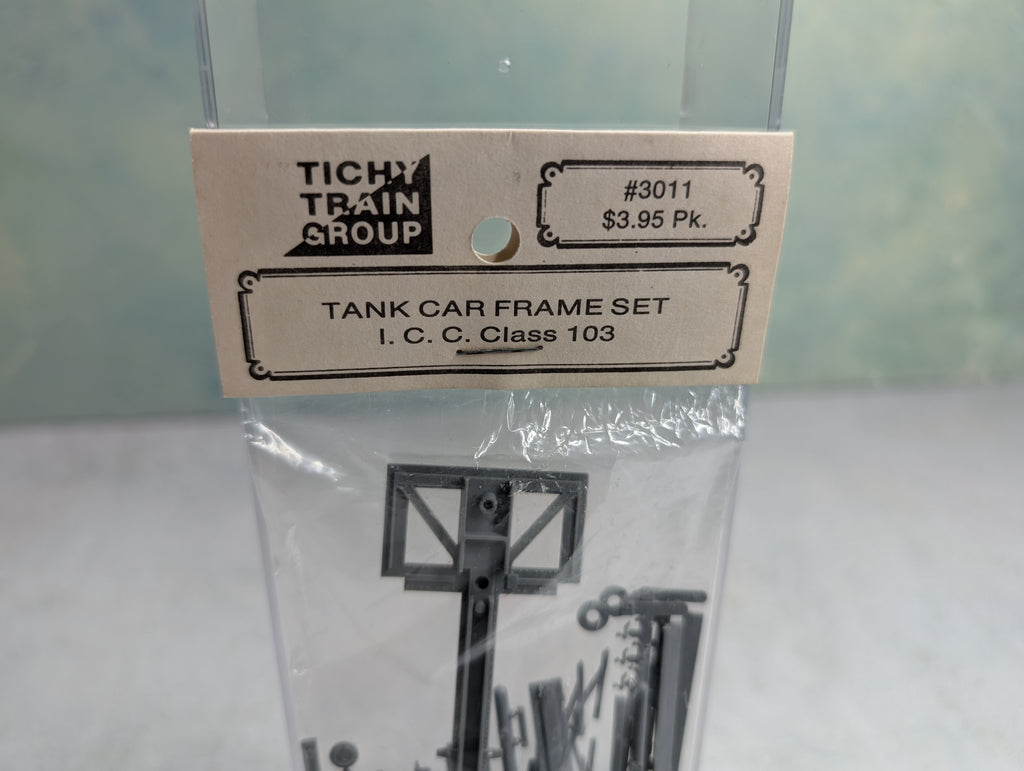 TICHY
TRAIN
GROUP
#3011
$3.95 Pk.
TANK CAR FRAME SET
I. C. C. Class 103